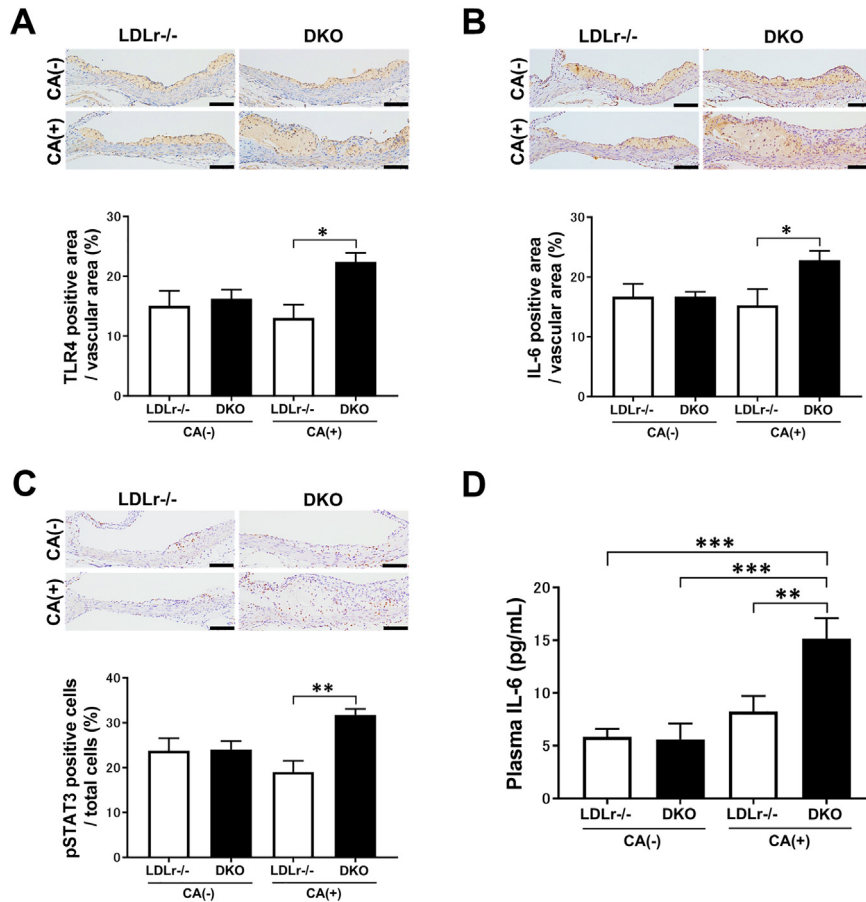 A
LDLr-/-
DKO
CA(-)
CA(+)
TLR4 positive area
/ vascular area (%)
30
20
10
0
*
LDLr-/-
DKO
LDLr-/-
DKO
CA(-)
CA(+)
B
LDLr-/-
DKO
CA(-)
CA(+)
IL-6 positive area
/ vascular area (%)
30
20
10
0
*
LDLr-/-
DKO
LDLr-/-
DKO
CA(-)
CA(+)
C
LDLr-/-
DKO
CA(-)
CA(+)
pSTAT3 positive cells
/ total cells (%)
40
30
20
10
0
**
LDLr-/-
DKO
LDLr-/-
DKO
CA(-)
CA(+)
D
Plasma IL-6 (pg/mL)
20
15
10
5
0
***
***
**
LDLr-/-
DKO
LDLr-/-
DKO
CA(-)
CA(+)